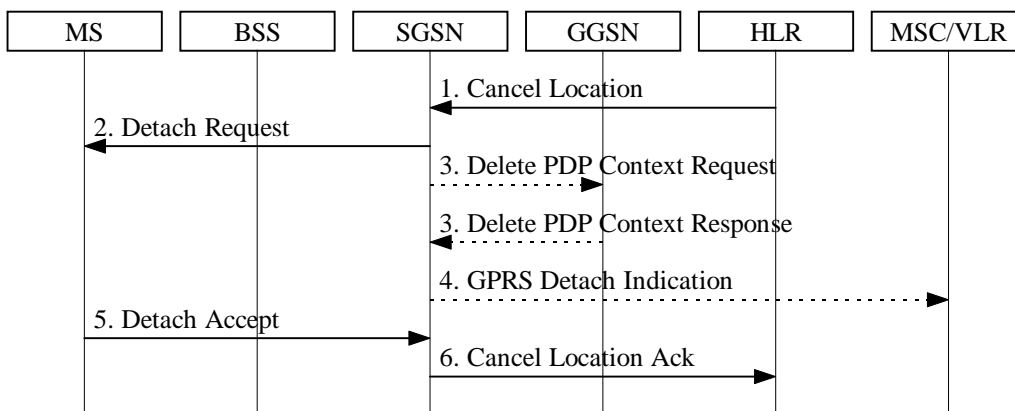 MS BSS SGSN GGSN HLR MSC/VLR
1. Cancel Location
2. Detach Request
3. Delete PDP Context Request
3. Delete PDP Context Response
4. GPRS Detach Indication
5. Detach Accept
6. Cancel Location Ack